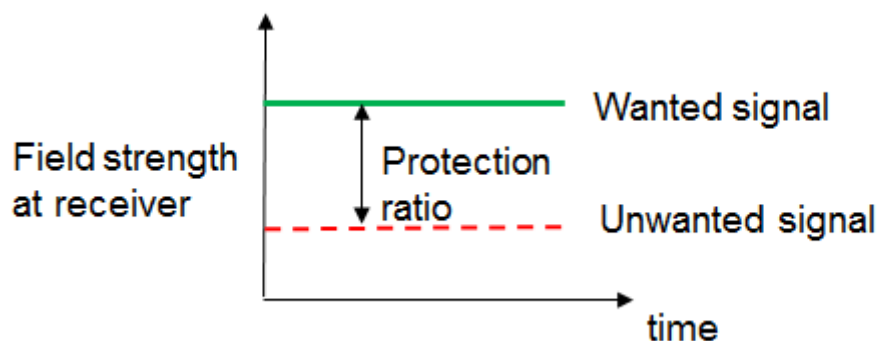 Wanted signal
Field strength
at receiver
Protection
ratio
Unwanted signal
time